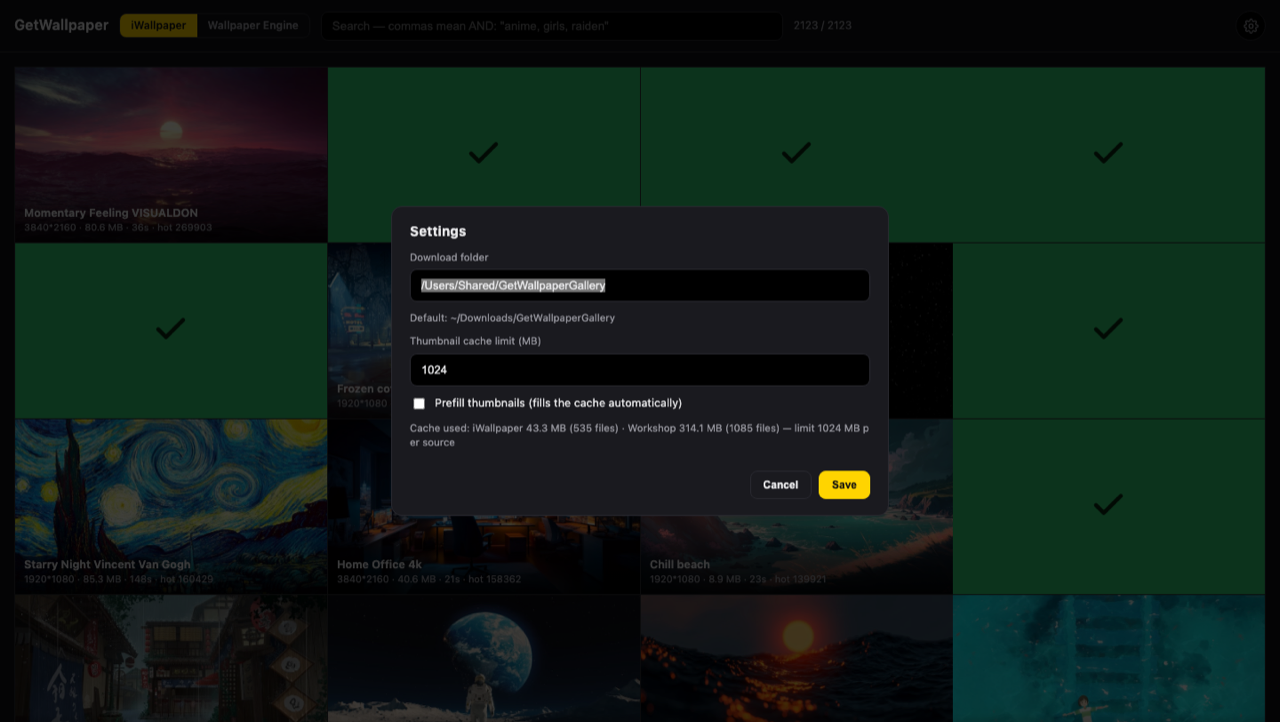 GetWallpaper
iWallpaper
Wallpaper Engine
Search — commas mean AND: "anime, girls, raiden"
2123 / 2123
Momentary Feeling VISUALDON
3840*2160 · 80.6 MB · 36s · hot 269903
Settings
Download folder
/Users/Shared/GetWallpaperGallery
Default: ~/Downloads/GetWallpaperGallery
Thumbnail cache limit (MB)
1024
Prefill thumbnails (fills the cache automatically)
Cache used: iWallpaper 43.3 MB (535 files) · Workshop 314.1 MB (1085 files) — limit 1024 MB p
er source
Cancel
Save
Frozen co
1920*1080
Starry Night Vincent Van Gogh
1920*1080 · 85.3 MB · 148s · hot 160429
Home Office 4k
3840*2160 · 40.6 MB · 21s · hot 158362
Chill beach
1920*1080 · 8.9 MB · 23s · hot 139921